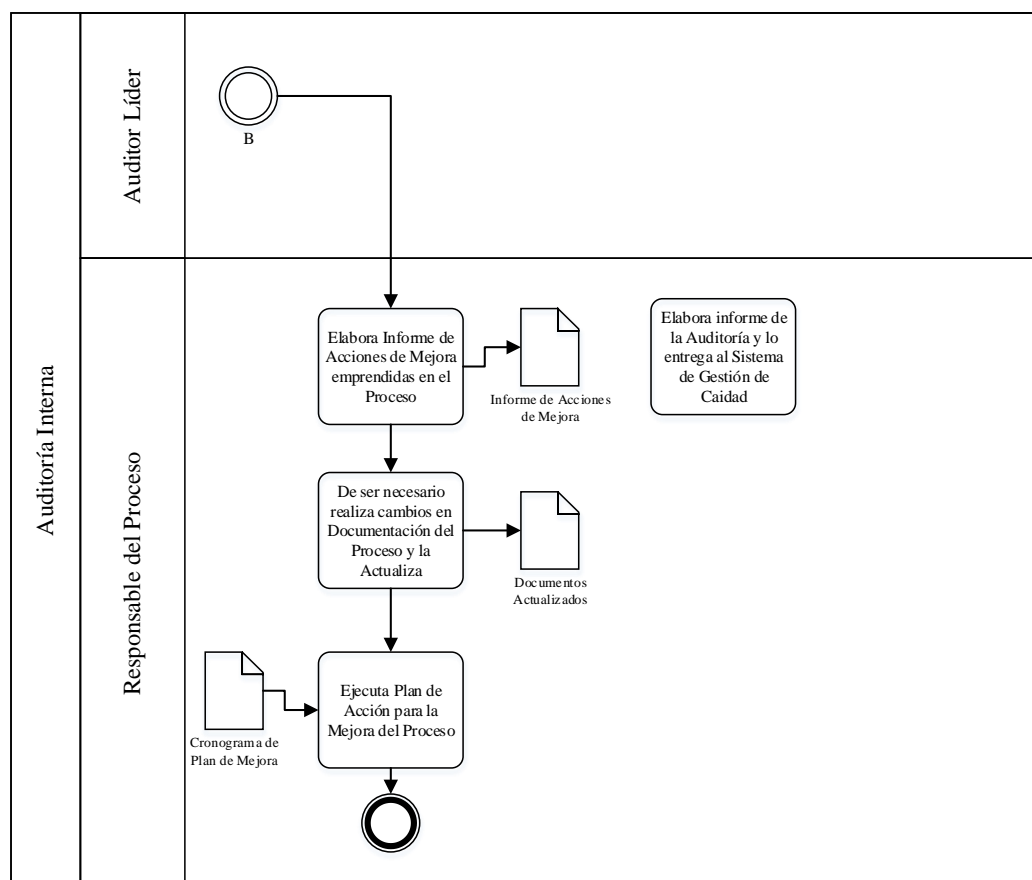 Auditoría Interna
Auditor Líder
B
Responsable del Proceso
Elabora Informe de
Acciones de Mejora
emprendidas en el
Proceso
Informe de Acciones
de Mejora
Elabora informe de
la Auditoría y lo
entrega al Sistema
de Gestión de
Caidad
De ser necesario
realiza cambios en
Documentación del
Proceso y la
Actualiza
Documentos
Actualizados
Cronograma de
Plan de Mejora
Ejecuta Plan de
Acción para la
Mejora del Proceso